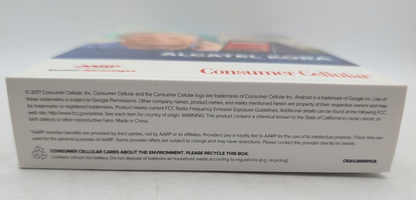 ALCATEL KORA
AARP
Member Advantages
Consumer Cellular
© 2017 Consumer Cellular, Inc. Consumer Cellular and the Consumer Cellular logo are trademarks of Consumer Cellular, Inc. Android is a trademark of Google Inc. Use of
these trademarks is subject to Google Permissions. Other company names, product names, and marks mentioned herein are property of their respective owners and may
be trademarks or registered trademarks. Product meets current FCC Radio Frequency Emission Exposure Guidelines. Additional details can be found at the following FCC
web site: http://www.fcc.gov/oet/ea. See each item for country of origin. WARNING: This product contains a chemical known to the State of California to cause cancer, or
birth defects or other reproductive harm. Made in China.
*AARP member benefits are provided by third parties, not by AARP or its affiliates. Providers pay a royalty fee to AARP for the use of its intellectual property. These fees are
used for the general purposes of AARP. Some provider offers are subject to change and may have restrictions. Please contact the provider directly for details.
CONSUMER CELLULAR CARES ABOUT THE ENVIRONMENT. PLEASE RECYCLE THIS BOX.
Contains Lithium-ion battery. Do not dispose of batteries as household waste according to regulations (e.g. recycling).